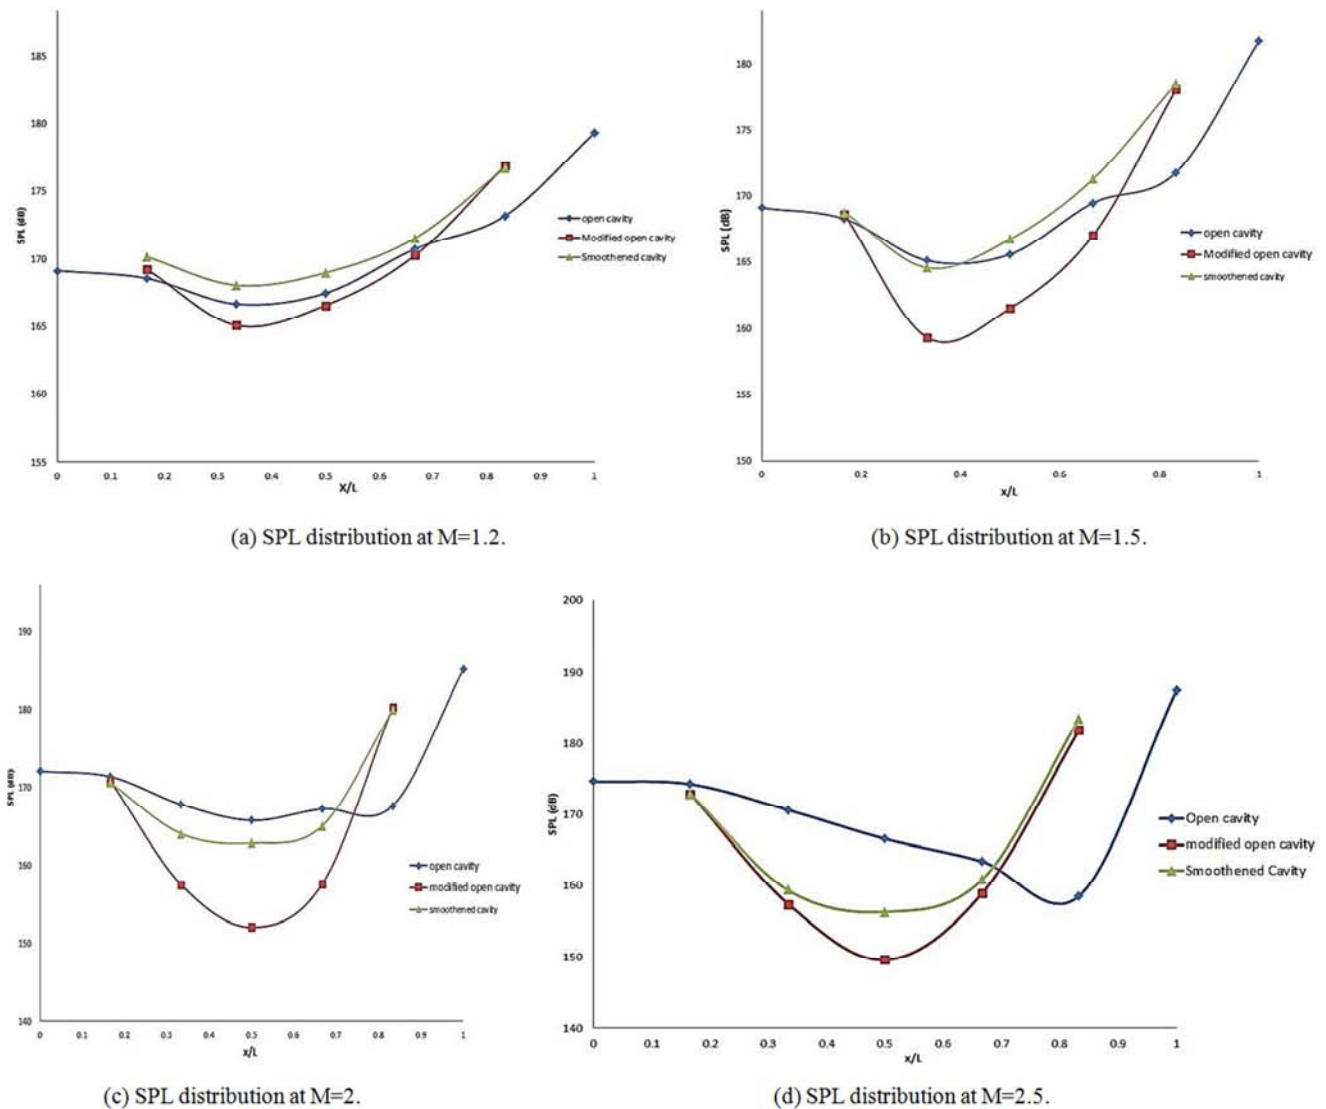 185
180
175
170
165
160
155
SPL (dB)
0 0.1 0.2 0.3 0.4 0.5 0.6 0.7 0.8 0.9 1
X/L
open cavity
Modified open cavity
Smoothened cavity
(a) SPL distribution at M=1.2.
180
175
170
165
160
155
150
SPL (dB)
0 0.2 0.4 0.6 0.8 1
x/L
open cavity
Modified open cavity
smoothened cavity
(b) SPL distribution at M=1.5.
190
180
170
160
150
140
SPL (dB)
0 0.1 0.2 0.3 0.4 0.5 0.6 0.7 0.8 0.9 1
x/L
open cavity
modified open cavity
smoothened cavity
(c) SPL distribution at M=2.
200
190
180
170
160
150
140
SPL (dB)
0 0.1 0.2 0.3 0.4 0.5 0.6 0.7 0.8 0.9 1
x/L
Open cavity
modified open cavity
Smoothened Cavity
(d) SPL distribution at M=2.5.